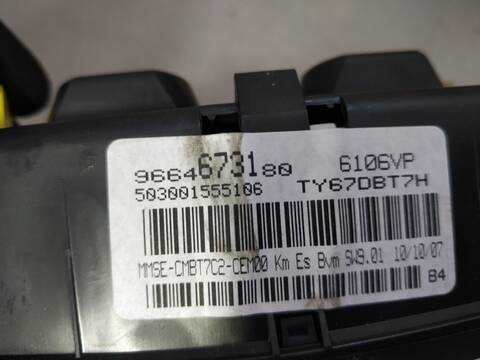 9664673180 6106VP
503001555106 TY67DBT7H
MMSE-CMBT7C2-CEM00 Km Es Bvm SW9.01 10/10/07
B4